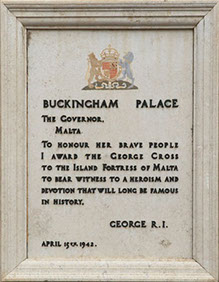 BUCKINGHAM PALACE
THE GOVERNOR.
MALTA
TO HONOUR HER BRAVE PEOPLE
I AWARD THE GEORGE CROSS
TO THE ISLAND FORTRESS OF MALTA
TO BEAR WITNESS TO A HEROISM AND
DEVOTION THAT WILL LONG BE FAMOUS
IN HISTORY.
GEORGE R.I.
APRIL 15TH 1942.